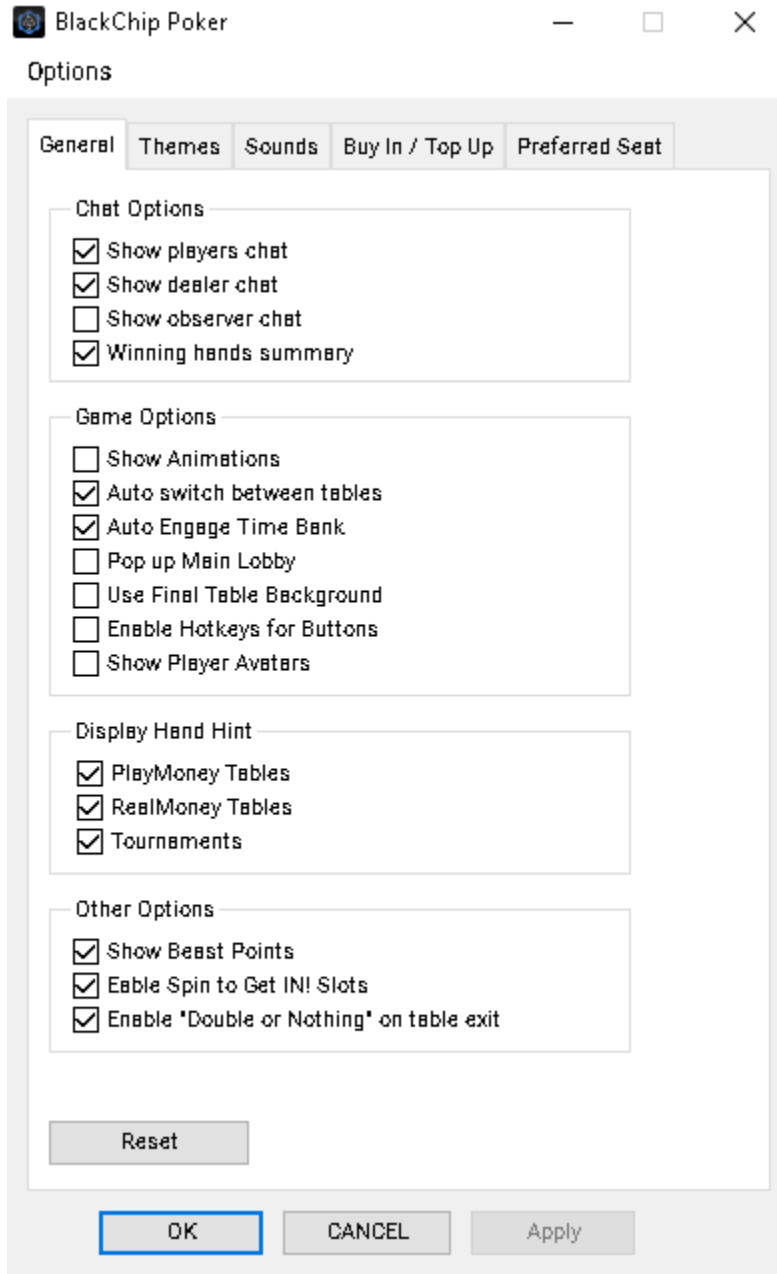 BlackChip Poker
Options
General Themes Sounds Buy In / Top Up Preferred Seat
Chat Options
Show players chat
Show dealer chat
Show observer chat
Winning hands summary
Game Options
Show Animations
Auto switch between tables
Auto Engage Time Bank
Pop up Main Lobby
Use Final Table Background
Enable Hotkeys for Buttons
Show Player Avatars
Display Hand Hint
PlayMoney Tables
RealMoney Tables
Tournaments
Other Options
Show Beast Points
Eable Spin to Get IN! Slots
Enable "Double or Nothing" on table exit
Reset
OK CANCEL Apply